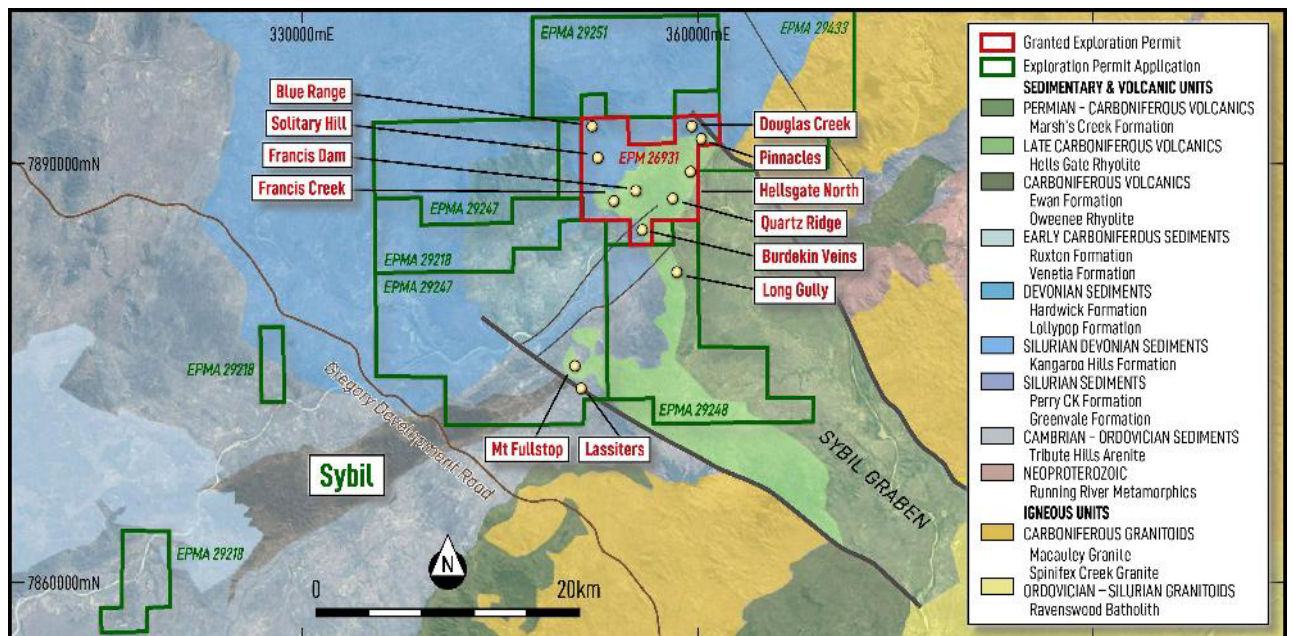 330000mE
EPMA 29251
360000mE
EPMA 29433
Blue Range
Solitary Hill
Francis Dam
Francis Creek
7890000mN
EPM 26931
Douglas Creek
Pinnacles
Hellsgate North
Quartz Ridge
Burdekin Veins
Long Gully
EPMA 29247
EPMA 29218
EPMA 29247
EPMA 29218
Gregory Development Road
EPMA 29248
Mt Fullstop
Lassiters
Sybil
SYBIL GRABEN
EPMA 29218
7860000mN
N
0
20km
Granted Exploration Permit
Exploration Permit Application
SEDIMENTARY & VOLCANIC UNITS
PERMIAN - CARBONIFEROUS VOLCANICS
Marsh's Creek Formation
LATE CARBONIFEROUS VOLCANICS
Hells Gate Rhyolite
CARBONIFEROUS VOLCANICS
Ewan Formation
Oweenee Rhyolite
EARLY CARBONIFEROUS SEDIMENTS
Ruxton Formation
Venetia Formation
DEVONIAN SEDIMENTS
Hardwick Formation
Lollypop Formation
SILURIAN DEVONIAN SEDIMENTS
Kangaroo Hills Formation
SILURIAN SEDIMENTS
Perry CK Formation
Greenvale Formation
CAMBRIAN - ORDOVICIAN SEDIMENTS
Tribute Hills Arenite
NEOPROTEROZOIC
Running River Metamorphics
IGNEOUS UNITS
CARBONIFEROUS GRANITOIDS
Macauley Granite
Spinifex Creek Granite
ORDOVICIAN - SILURIAN GRANITOIDS
Ravenswood Batholith